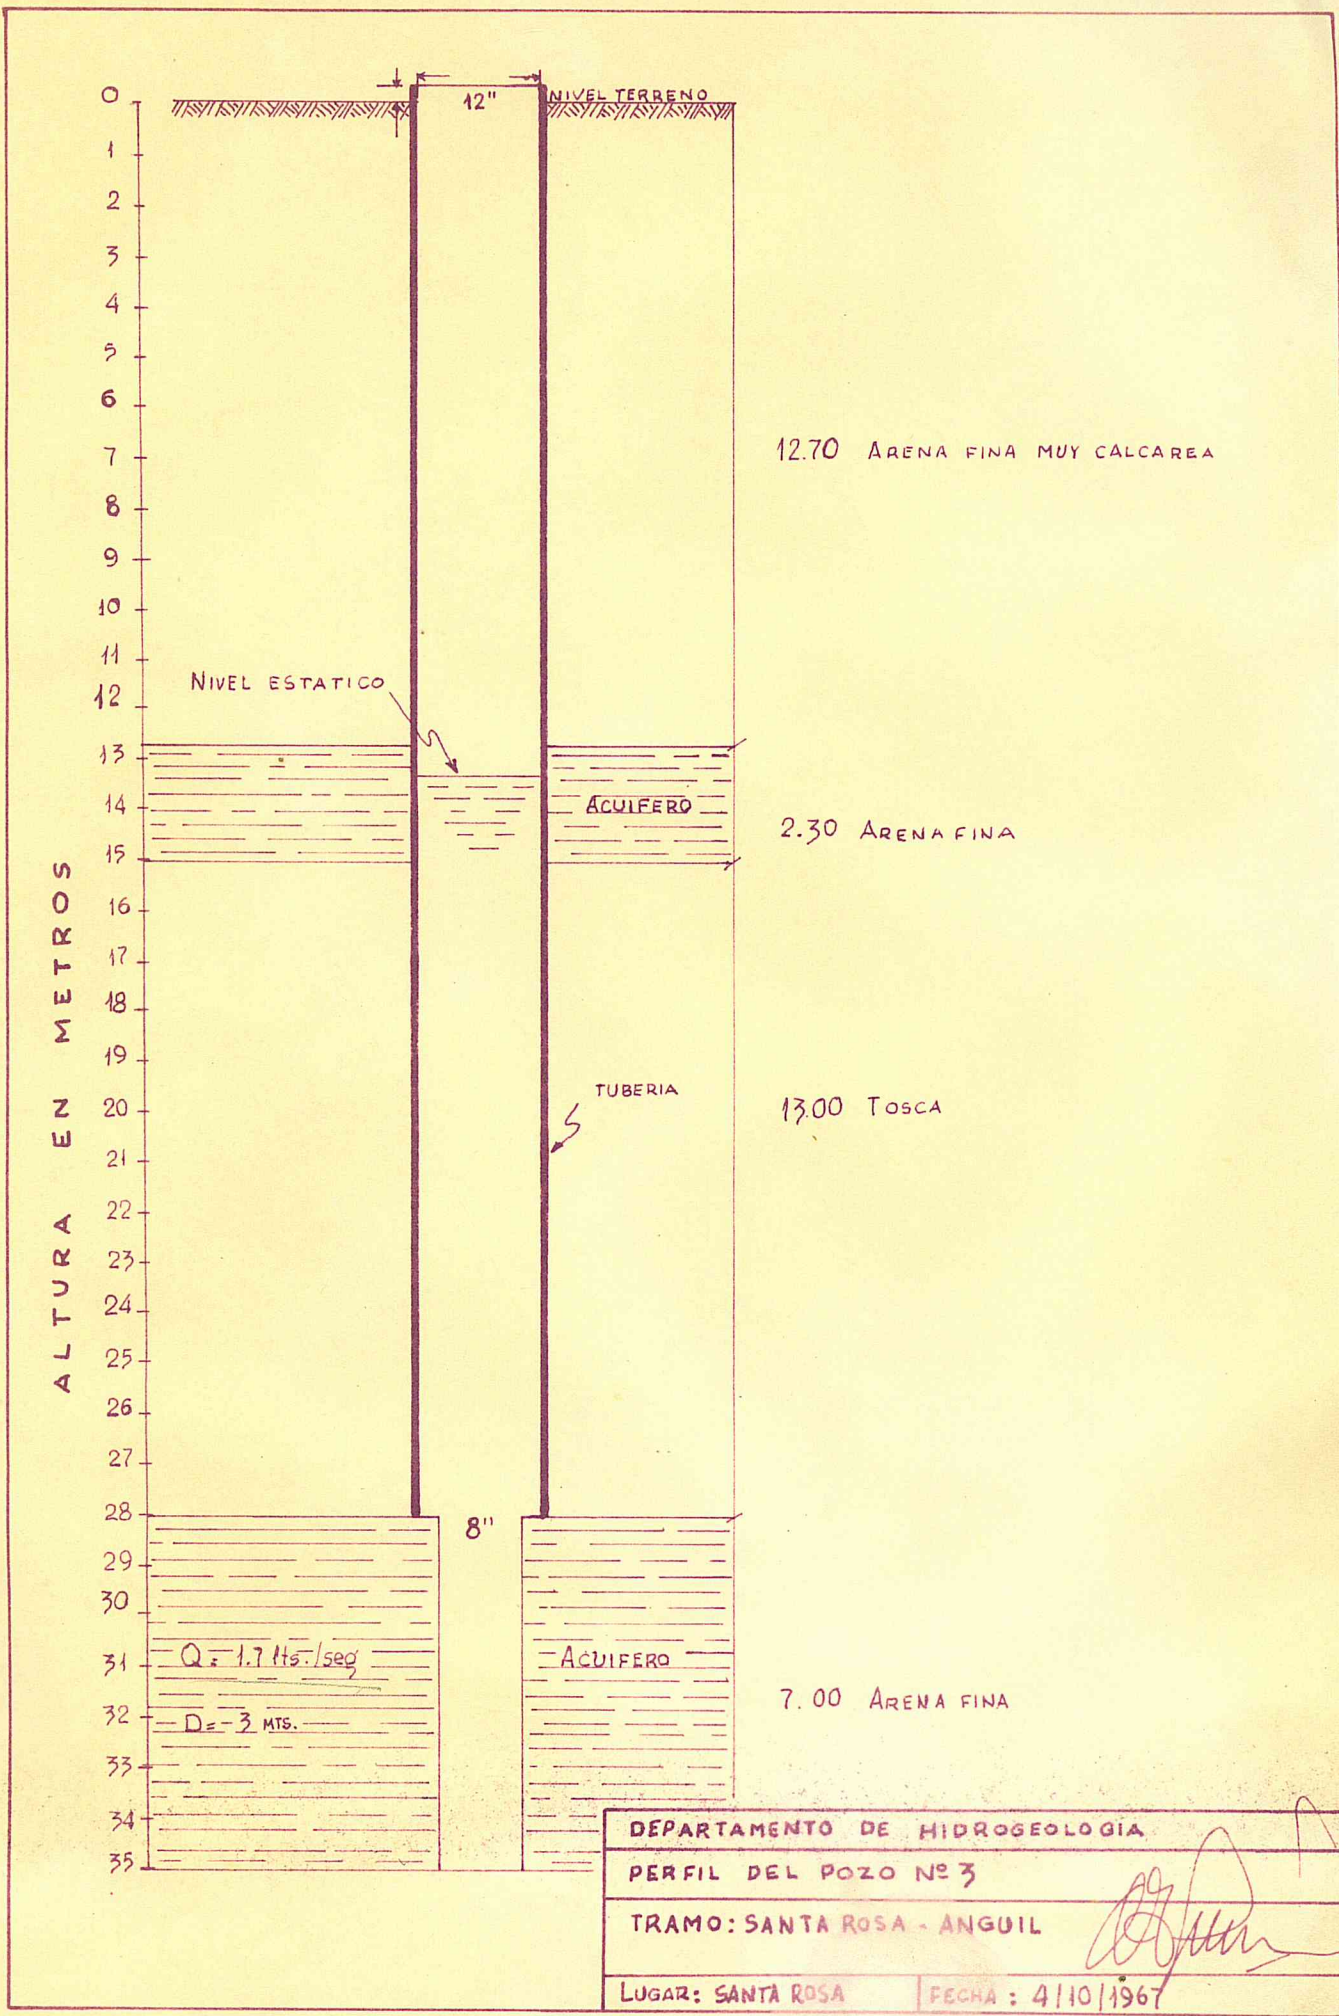 12"
NIVEL TERRENO
0
1
2
3
4
5
6
7
8
9
10
11
12
13
14
15
16
17
18
19
20
21
22
23
24
25
26
27
28
29
30
31
32
33
34
35
ALTURA EN METROS
12.70 ARENA FINA MUY CALCAREA
NIVEL ESTATICO
ACUIFERO
2.30 ARENA FINA
TUBERIA
13.00 TOSCA
8"
Q = 1.7 lts./seg
ACUIFERO
D = - 3 MTS.
7.00 ARENA FINA
DEPARTAMENTO DE HIDROGEOLOGIA
PERFIL DEL POZO Nº 3
TRAMO: SANTA ROSA - ANGUIL
LUGAR: SANTA ROSA
FECHA : 4/10/1967